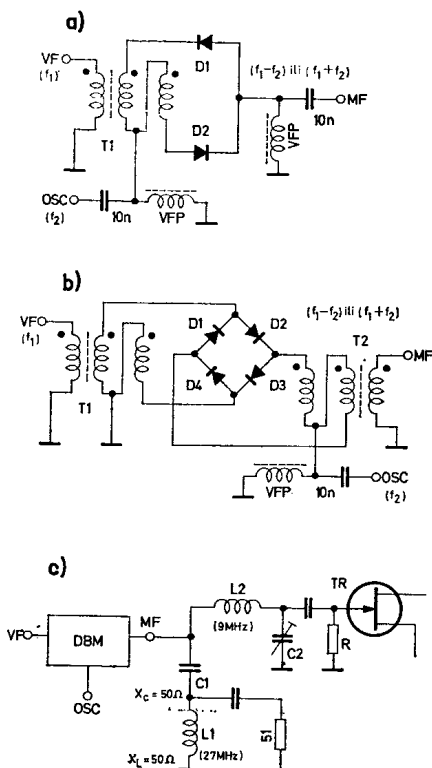 a)
VF
(f₁)
T1
D1
D2
(f₁-f₂) ili (f₁+f₂)
MF
10n
VFP
OSC
(f₂)
10n
VFP
b)
VF
(f₁)
T1
D1
D2
D4
D3
(f₁-f₂) ili (f₁+f₂)
T2
MF
VFP
10n
OSC
(f₂)
c)
VF
DBM
MF
OSC
L2
(9MHz)
C2
TR
R
C1
Xc = 50Ω
L1
(27MHz)
XL = 50Ω
51